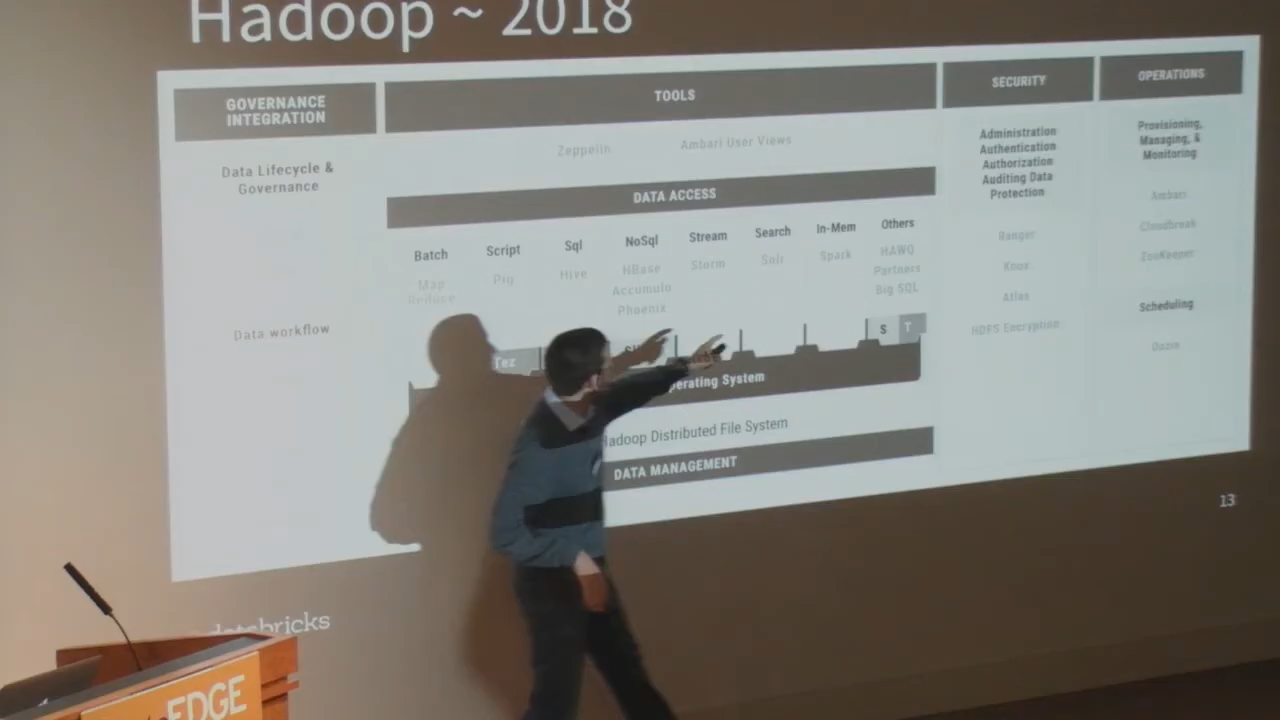 Hadoop ~ 2018
GOVERNANCE
INTEGRATION
Data Lifecycle &
Governance
Data workflow
TOOLS
Zeppelin
Ambari User Views
DATA ACCESS
Batch
Map
Reduce
Script
Pig
Sql
Hive
NoSql
HBase
Accumulo
Phoenix
Stream
Storm
Search
Solr
In-Mem
Spark
Others
HAWQ
Partners
Big SQL
Tez
S
T
System
Hadoop Distributed File System
DATA MANAGEMENT
SECURITY
Administration
Authentication
Authorization
Auditing Data
Protection
Ranger
Knox
Atlas
HDFS Encryption
OPERATIONS
Provisioning,
Managing, &
Monitoring
Ambari
Cloudbreak
ZooKeeper
Scheduling
Oozie
13
databricks
EDGE